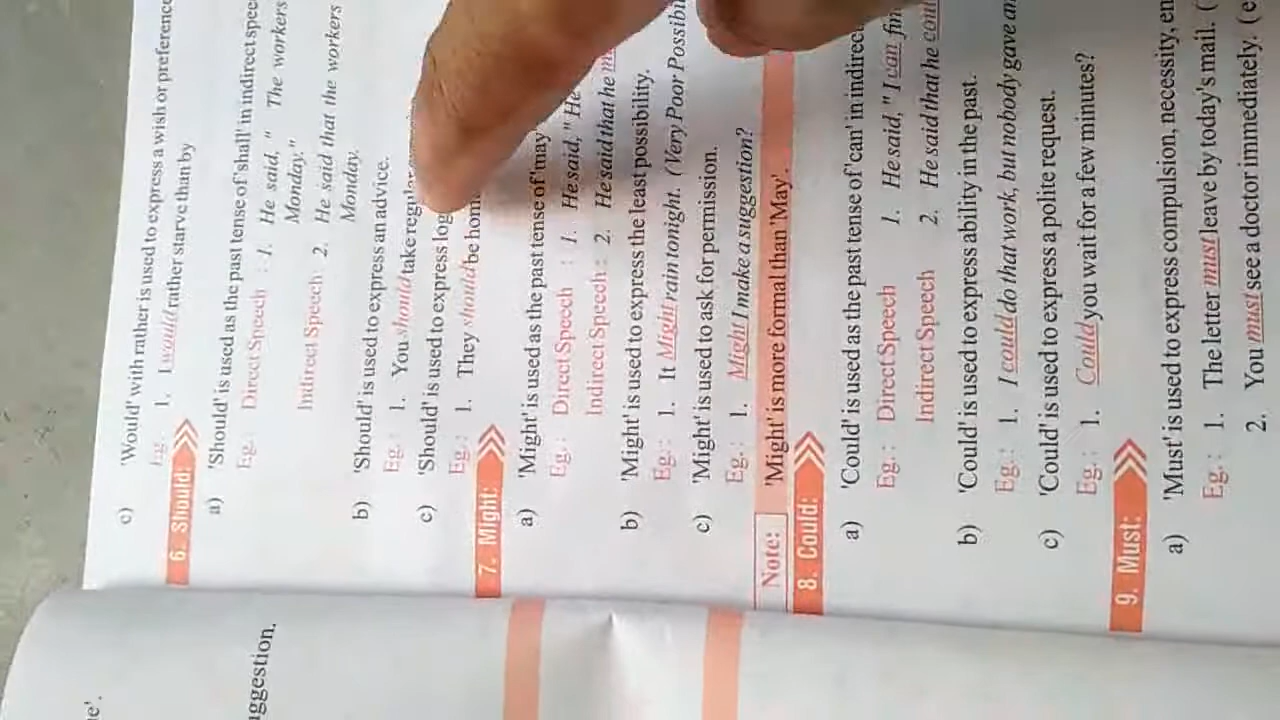 c) 'Would' with rather is used to express a wish or preference
Eg. 1. I would rather starve than by
6. Should:
a) 'Should' is used as the past tense of 'shall' in indirect
Eg.: Direct Speech : 1. He said, " The workers
Monday."
Indirect Speech 2. He said that the workers
Monday.
b) 'Should' is used to express an advice.
Eg.: 1. You should take
c) 'Should' is used to express
Eg.: 1. They should be
7. Might:
a) 'Might' is used as the past tense of 'may
Eg.: Direct Speech : 1. He said, " He
Indirect Speech : 2. He said that he
b) 'Might' is used to express the least possibility.
Eg.: 1. It Might rain tonight. (Very Poor
c) 'Might' is used to ask for permission.
Eg.: 1. Might I make a suggestion?
Note: 'Might' is more formal than 'May'.
8. Could:
a) 'Could' is used as the past tense of 'can' in
Eg. : Direct Speech 1. He said, " I can
Indirect Speech 2. He said that he
b) 'Could' is used to express ability in the past.
Eg.: 1. I could do that work, but nobody gave
c) 'Could' is used to express a polite request.
Eg.: 1. Could you wait for a few minutes?
9. Must:
a) 'Must' is used to express compulsion, necessity,
Eg.: 1. The letter must leave by today's mail. (
2. You must see a doctor immediately. (